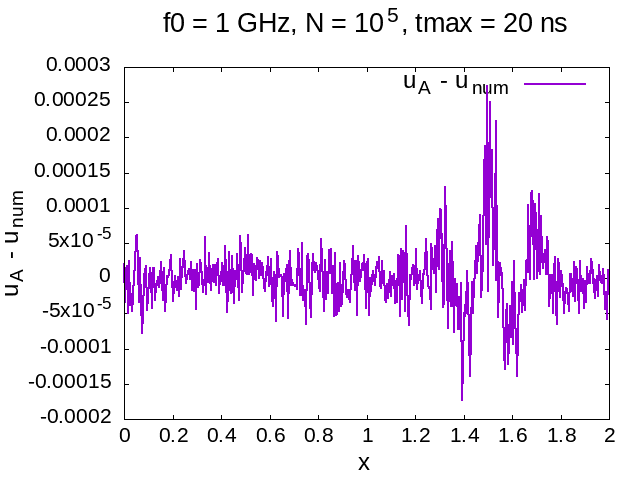 f0 = 1 GHz, N = 10⁵, tmax = 20 ns
u_A - u_num
0.0003
0.00025
0.0002
0.00015
0.0001
5x10⁻⁵
0
-5x10⁻⁵
-0.0001
-0.00015
-0.0002
u_A - u_num
0 0.2 0.4 0.6 0.8 1 1.2 1.4 1.6 1.8 2
x